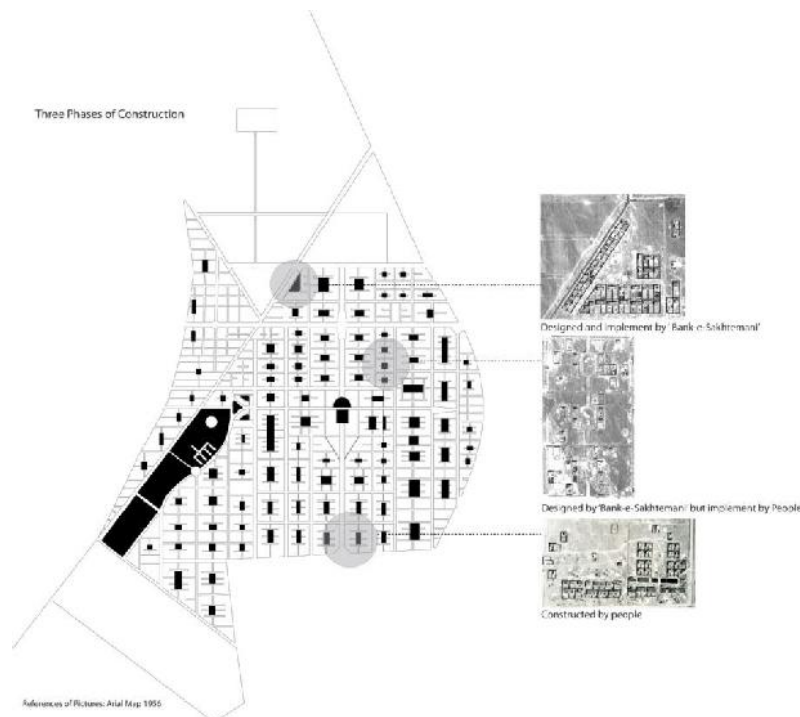 Three Phases of Construction
Designed and implement by 'Bank-e-Sakhtemani'
Designed by 'Bank-e-Sakhtemani' but implement by People
Constructed by people
References of Pictures: Arial Map 1956